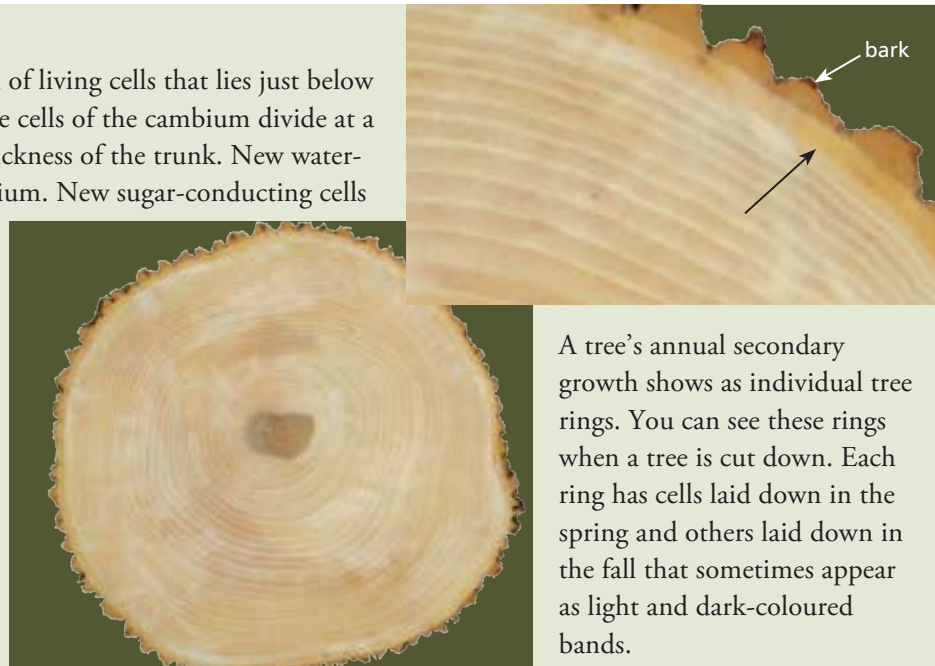 of living cells that lies just below
cells of the cambium divide at a
ickness of the trunk. New water-
ium. New sugar-conducting cells
bark
A tree’s annual secondary
growth shows as individual tree
rings. You can see these rings
when a tree is cut down. Each
ring has cells laid down in the
spring and others laid down in
the fall that sometimes appear
as light and dark-coloured
bands.